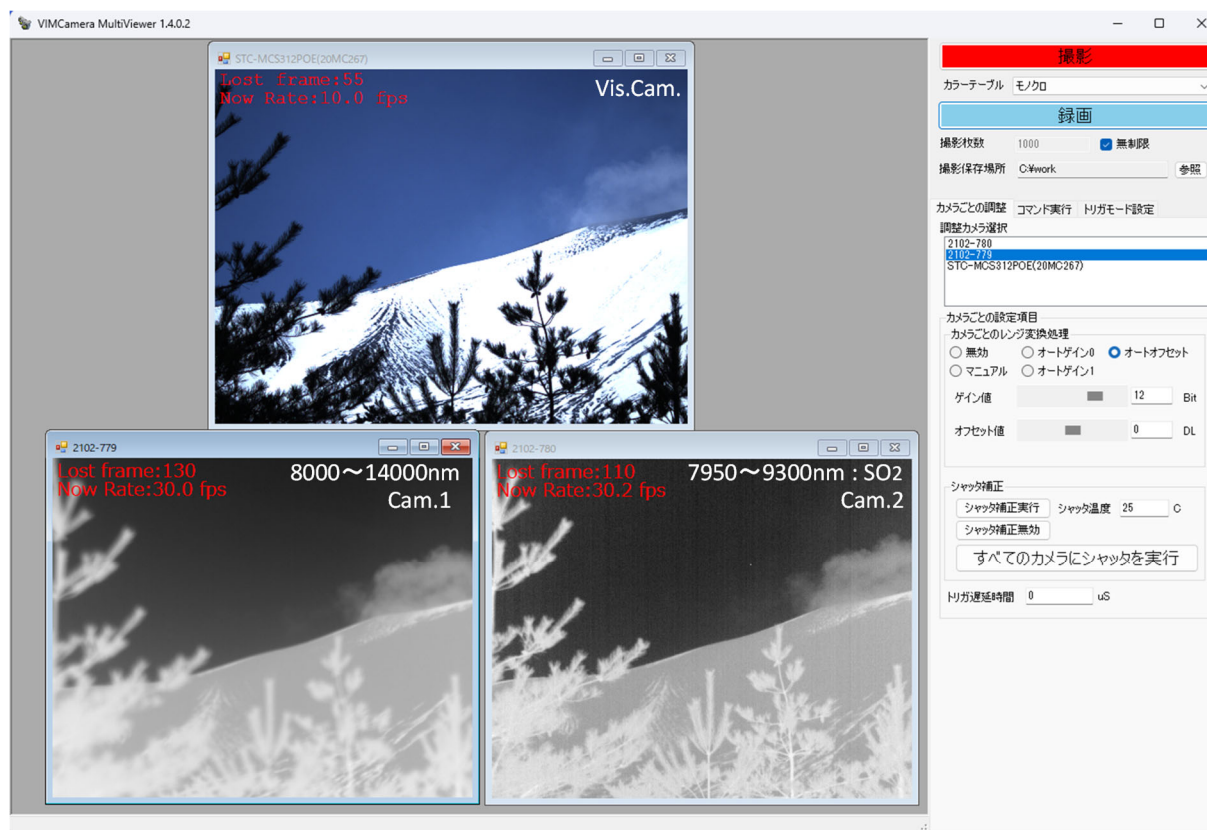 VIMCamera MultiViewer 1.4.0.2
STC-MCS312POE(20MC267)
Lost frame:55
Now Rate:10.0 fps
Vis.Cam.
2102-779
Lost frame:130
Now Rate:30.0 fps
8000～14000nm
Cam.1
2102-780
Lost frame:110
Now Rate:30.2 fps
7950～9300nm : SO2
Cam.2
撮影
カラーテーブル モノクロ
録画
撮影枚数 1000 無制限
撮影保存場所 C:¥work 参照
カメラごとの調整 コマンド実行 トリガモード設定
調整カメラ選択
2102-780
2102-779
STC-MCS312POE(20MC267)
カメラごとの設定項目
カメラごとのレンジ変換処理
無効 オートゲイン0 オートオフセット
マニュアル オートゲイン1
ゲイン値 12 Bit
オフセット値 0 DL
シャッタ補正
シャッタ補正実行 シャッタ温度 25 C
シャッタ補正無効
すべてのカメラにシャッタを実行
トリガ遅延時間 0 uS